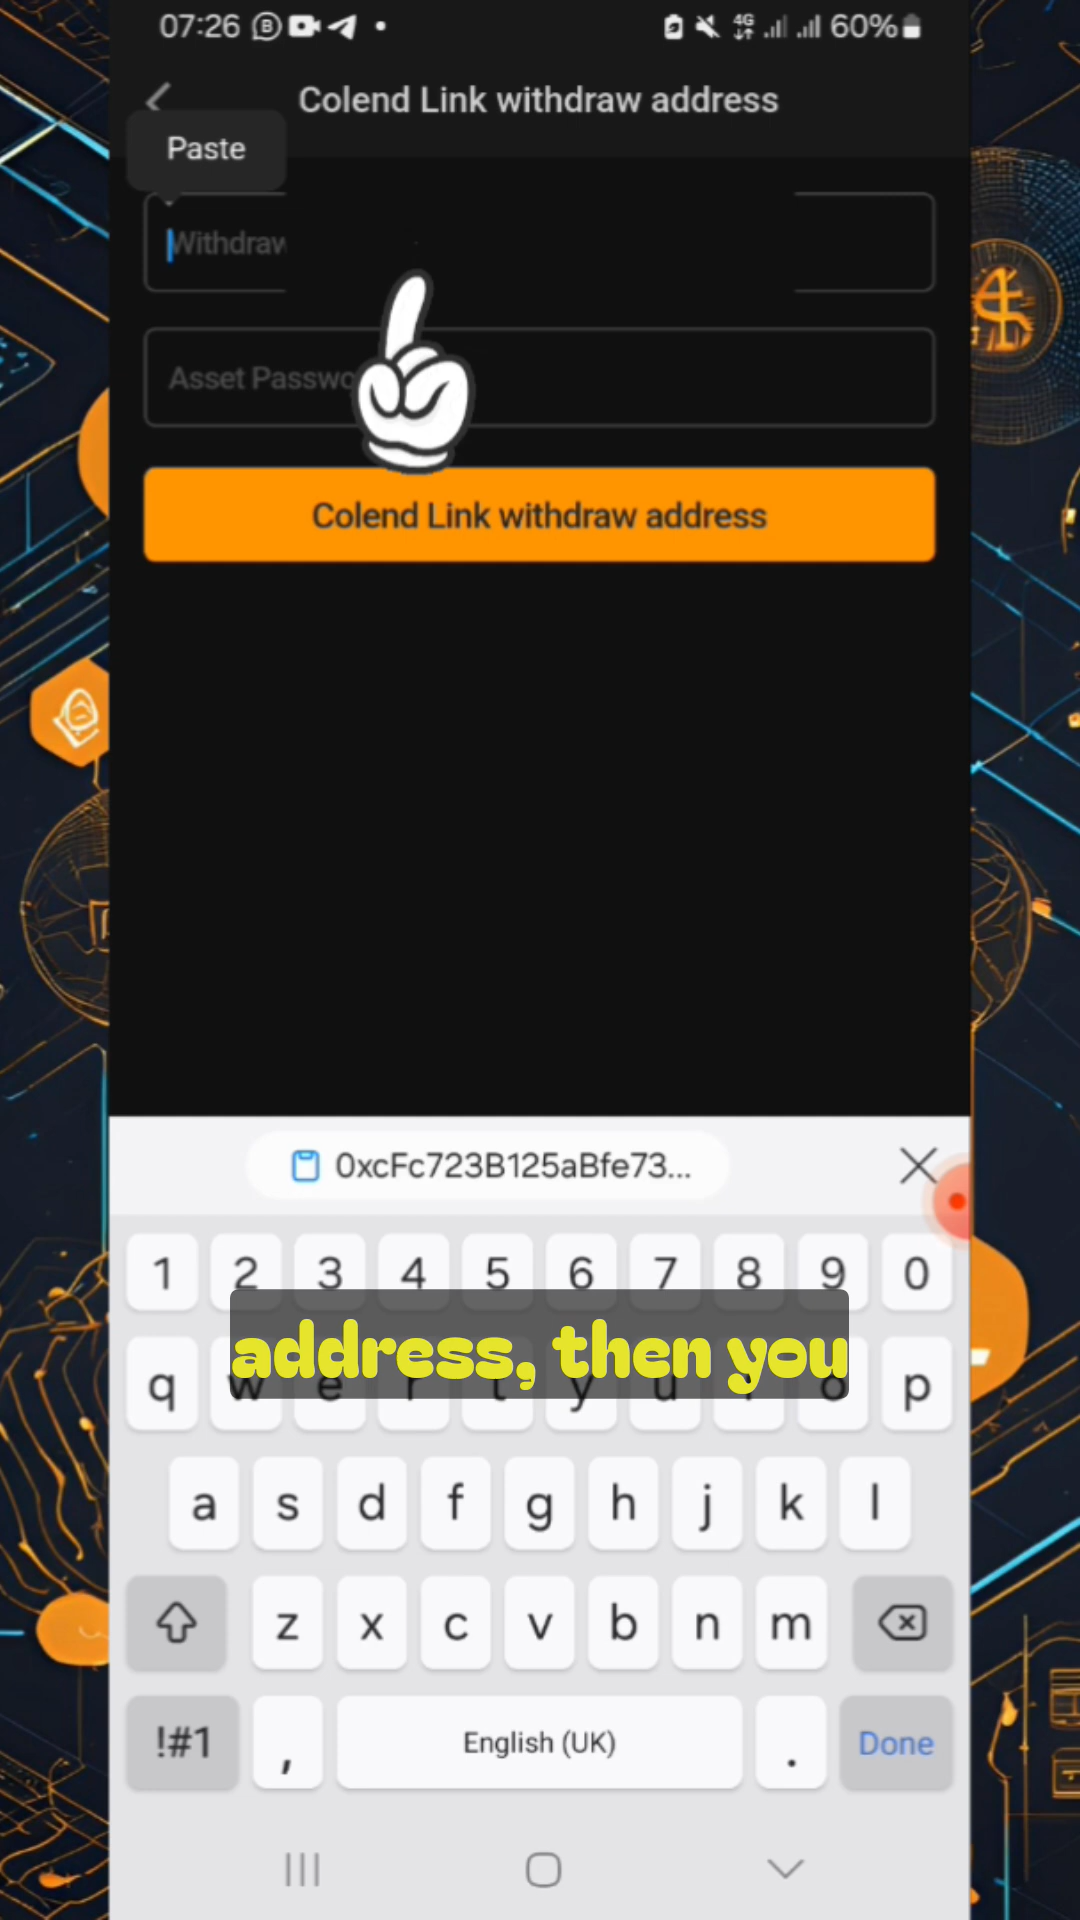 07:26
4G
60%
Colend Link withdraw address
Paste
Withdraw
Asset Passwo
Colend Link withdraw address
0xcFc723B125aBfe73...
1 2 3 4 5 6 7 8 9 0
address, then you
q w e r t y u i o p
a s d f g h j k l
z x c v b n m
!#1 , English (UK) . Done